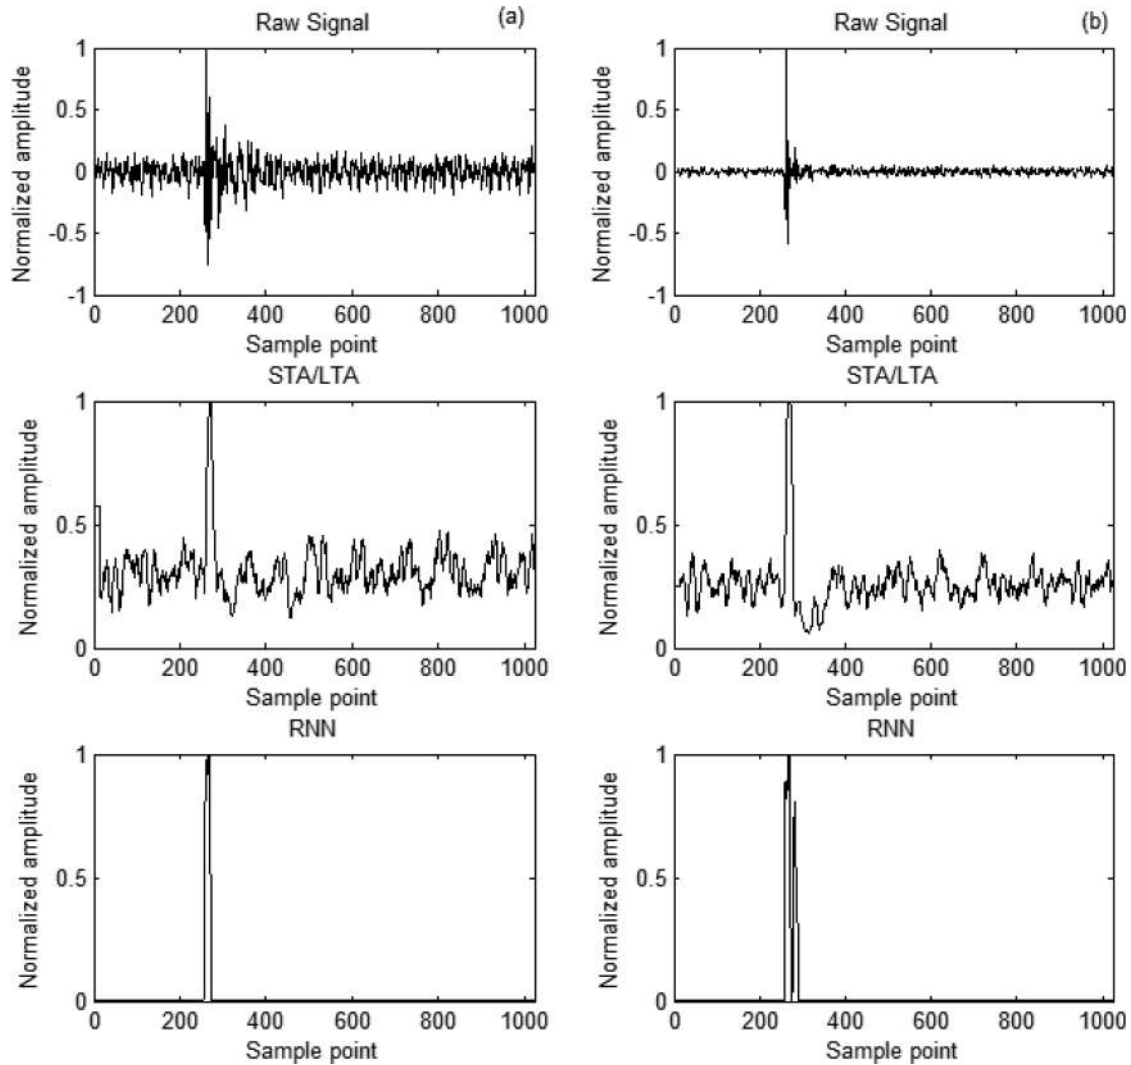 Raw Signal
(a)
Normalized amplitude
1
0.5
0
-0.5
-1
0 200 400 600 800 1000
Sample point
STA/LTA
Normalized amplitude
1
0.5
0
0 200 400 600 800 1000
Sample point
RNN
Normalized amplitude
1
0.5
0
0 200 400 600 800 1000
Sample point
Raw Signal
(b)
Normalized amplitude
1
0.5
0
-0.5
-1
0 200 400 600 800 1000
Sample point
STA/LTA
Normalized amplitude
1
0.5
0
0 200 400 600 800 1000
Sample point
RNN
Normalized amplitude
1
0.5
0
0 200 400 600 800 1000
Sample point